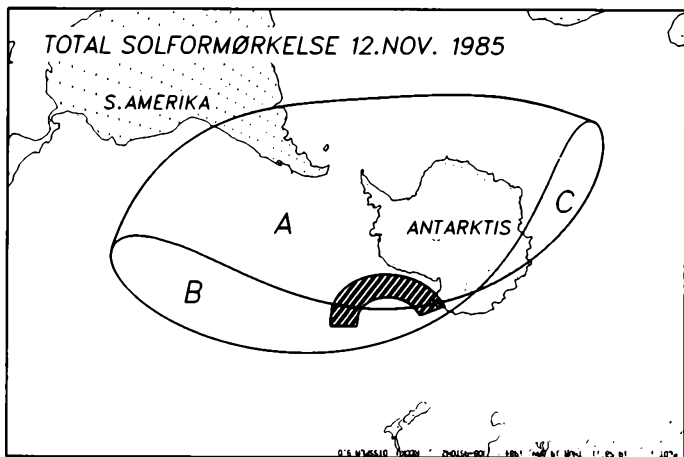 TOTAL SOLFORMØRKELSE 12.NOV. 1985
S.AMERIKA
A
ANTARKTIS
C
B